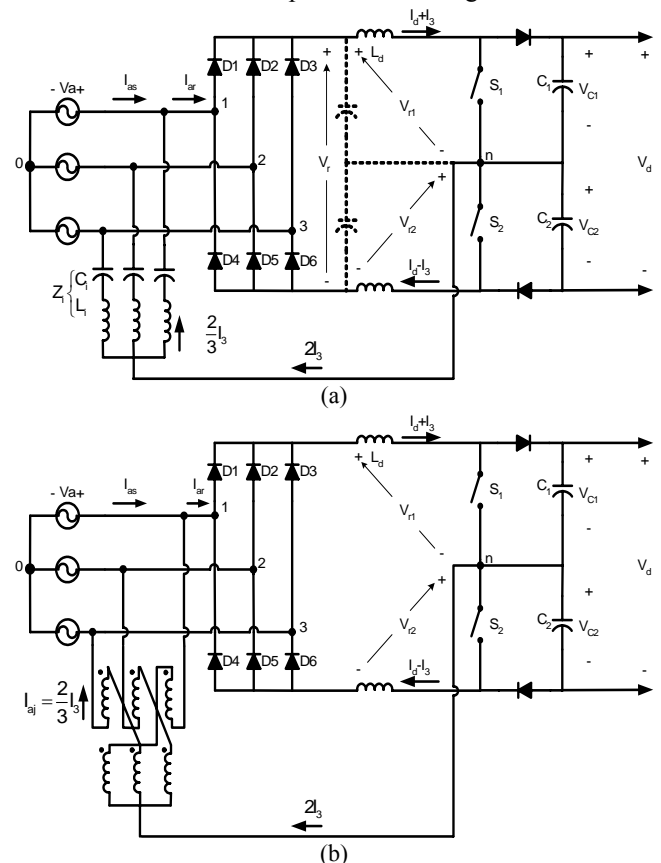 I_d+I_3
D1 D2 D3
+
+
L_d
+
+
- Va+
I_as
I_ar
S_1
C_1
V_C1
1
V_r1
-
-
0
2
V_r
n
V_d
+
+
V_r2
S_2
C_2
V_C2
3
D4 D5 D6
-
-
I_d-I_3
-
-
Z_i { C_i
L_i
2/3 I_3
2I_3
(a)
I_d+I_3
D1 D2 D3
+
L_d
+
+
- Va+
I_as
I_ar
S_1
C_1
V_C1
1
V_r1
-
-
0
2
n
V_d
+
+
V_r2
S_2
C_2
V_C2
3
D4 D5 D6
-
-
I_d-I_3
-
I_aj = 2/3 I_3
2I_3
(b)